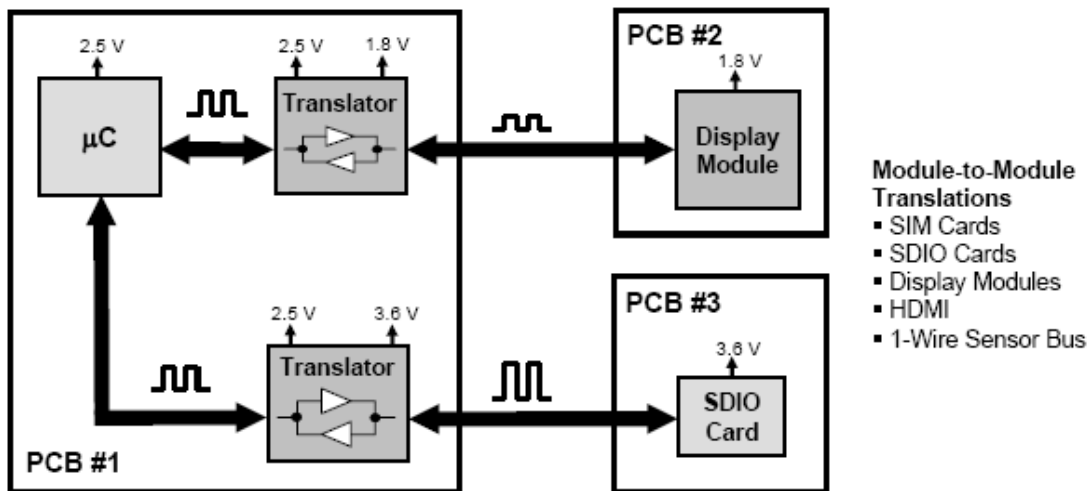 2.5 V
μC
2.5 V
1.8 V
Translator
PCB #2
1.8 V
Display
Module
2.5 V
3.6 V
Translator
PCB #1
PCB #3
3.6 V
SDIO
Card
Module-to-Module
Translations
▪ SIM Cards
▪ SDIO Cards
▪ Display Modules
▪ HDMI
▪ 1-Wire Sensor Bus